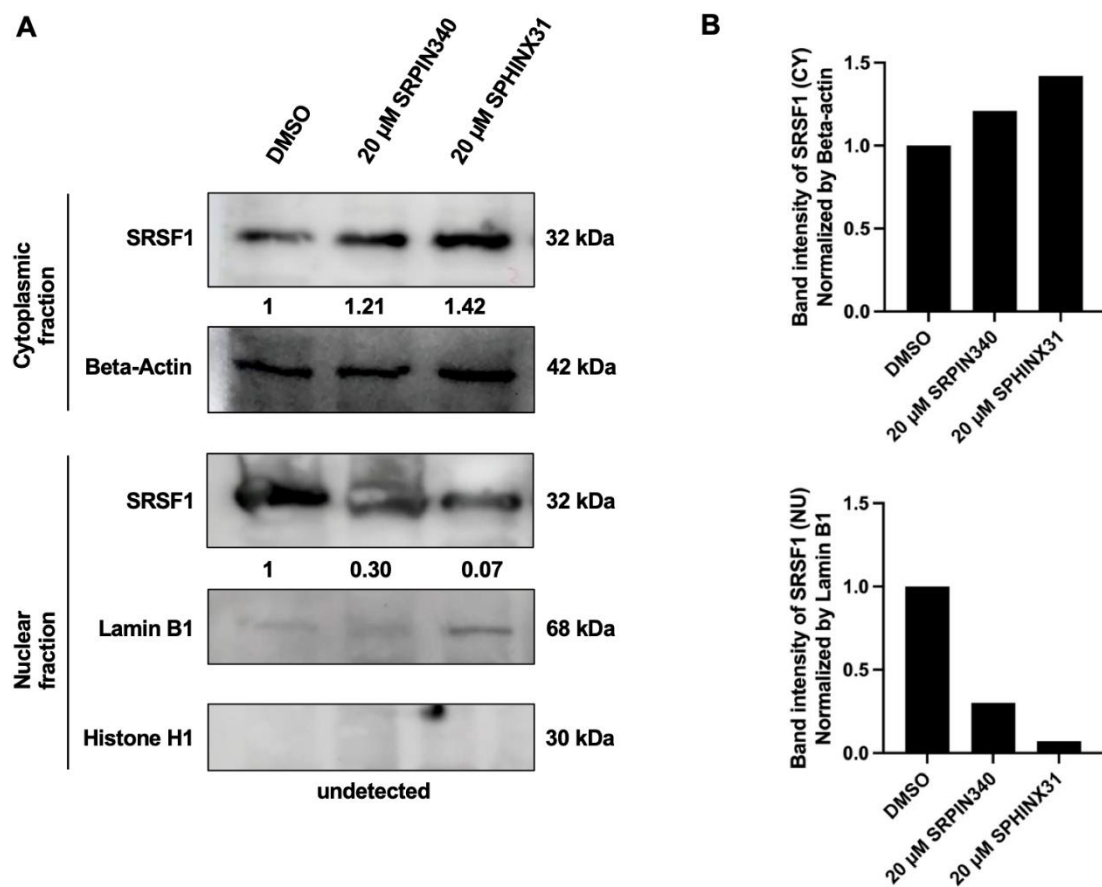 A
DMSO
20 µM SRPIN340
20 µM SPHINX31
Cytoplasmic
fraction
SRSF1
32 kDa
1 1.21 1.42
Beta-Actin
42 kDa
Nuclear
fraction
SRSF1
32 kDa
1 0.30 0.07
Lamin B1
68 kDa
Histone H1
30 kDa
undetected
B
Band intensity of SRSF1 (CY)
Normalized by Beta-actin
1.5
1.0
0.5
0.0
DMSO
20 µM SRPIN340
20 µM SPHINX31
Band intensity of SRSF1 (NU)
Normalized by Lamin B1
1.5
1.0
0.5
0.0
DMSO
20 µM SRPIN340
20 µM SPHINX31